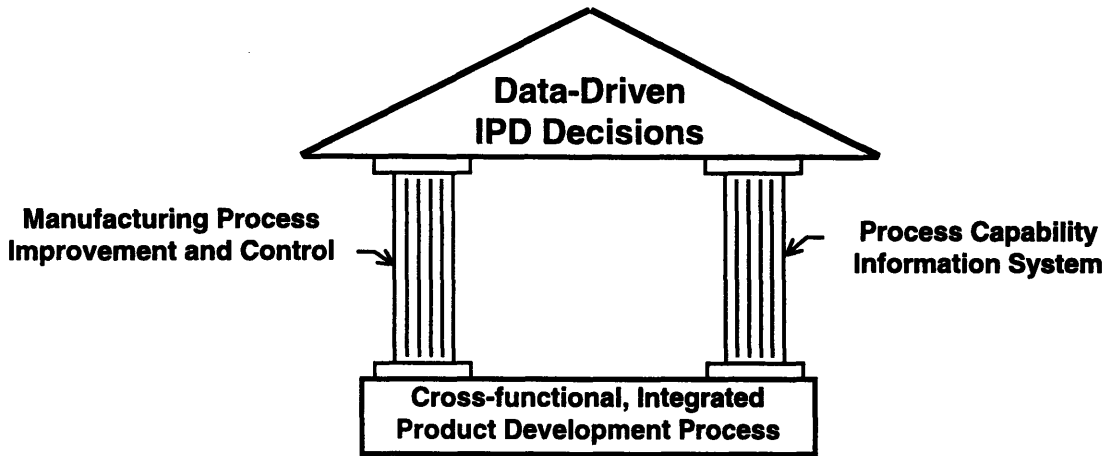 Data-Driven
IPD Decisions
Manufacturing Process
Improvement and Control
Process Capability
Information System
Cross-functional, Integrated
Product Development Process